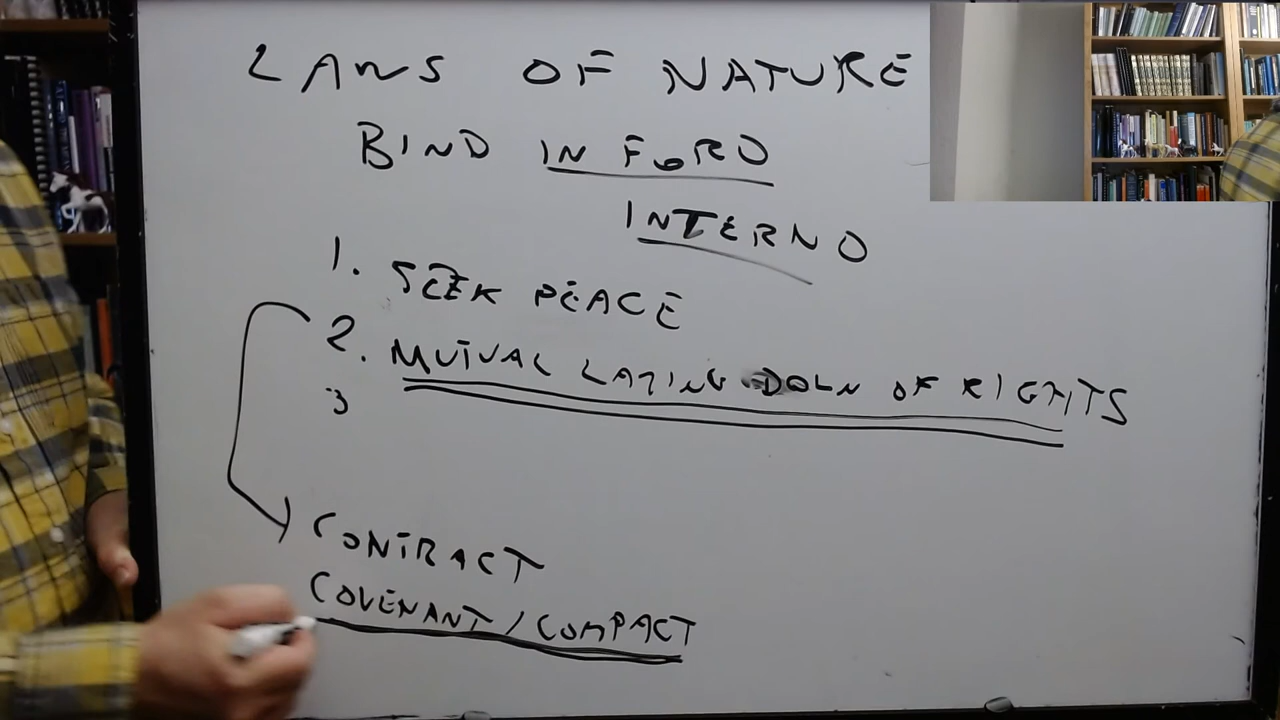 LAWS OF NATURE
BIND IN FORO
INTERNO
1. SEEK PEACE
2. MUTUAL LAYING DOWN OF RIGHTS
3
CONTRACT
COVENANT/COMPACT